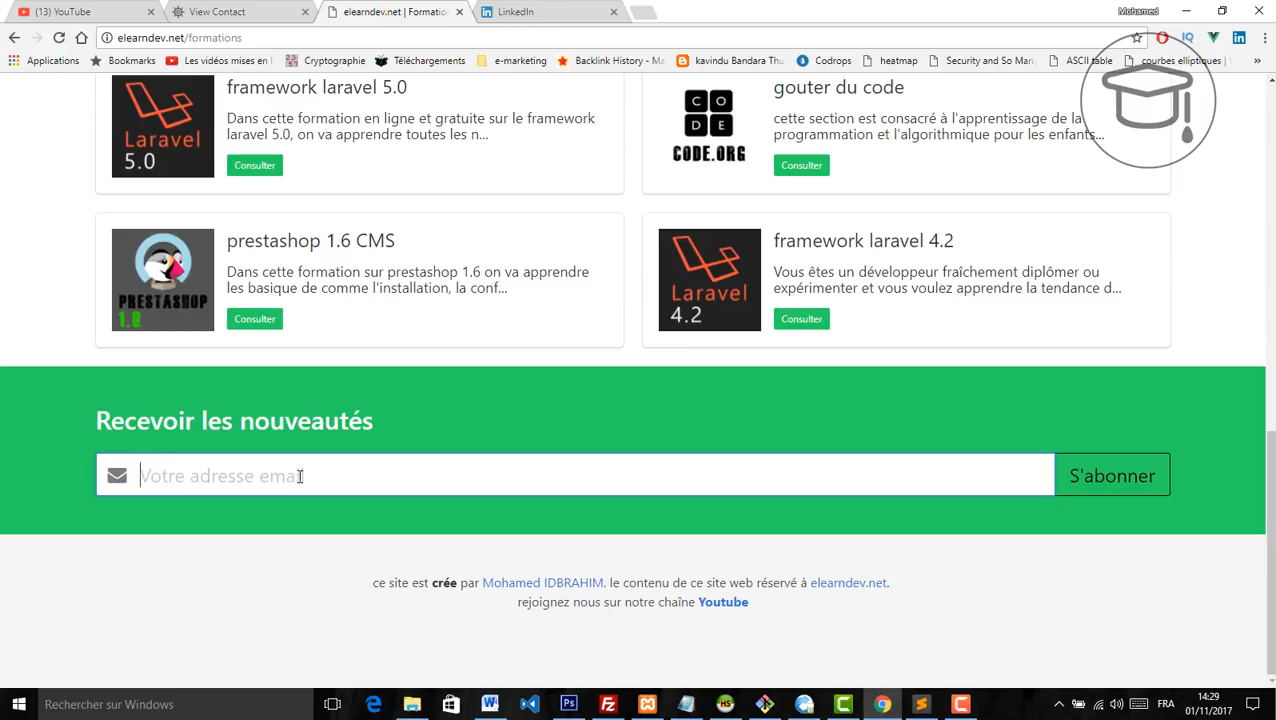 (13) YouTube
View Contact
elearndev.net | Formatio
LinkedIn
Mohamed
elearndev.net/formations
Applications
Bookmarks
Les vidéos mises en l
Cryptographie
Téléchargements
e-marketing
Backlink History - Ma
kavindu Bandara Thu
Codrops
heatmap
Security and So Man
ASCII table
courbes elliptiques
»
framework laravel 5.0
Dans cette formation en ligne et gratuite sur le framework
laravel 5.0, on va apprendre toutes les n...
Consulter
Laravel
5.0
gouter du code
cette section est consacré à l'apprentissage de la
programmation et l'algorithmique pour les enfants...
Consulter
C O
D E
CODE.ORG
prestashop 1.6 CMS
Dans cette formation sur prestashop 1.6 on va apprendre
les basique de comme l'installation, la conf...
Consulter
PRESTASHOP
framework laravel 4.2
Vous êtes un développeur fraîchement diplômer ou
expérimenter et vous voulez apprendre la tendance d...
Consulter
Laravel
4.2
Recevoir les nouveautés
Votre adresse email
S'abonner
ce site est crée par Mohamed IDBRAHIM. le contenu de ce site web réservé à elearndev.net.
rejoignez nous sur notre chaîne Youtube
Rechercher sur Windows
FRA
14:29
01/11/2017